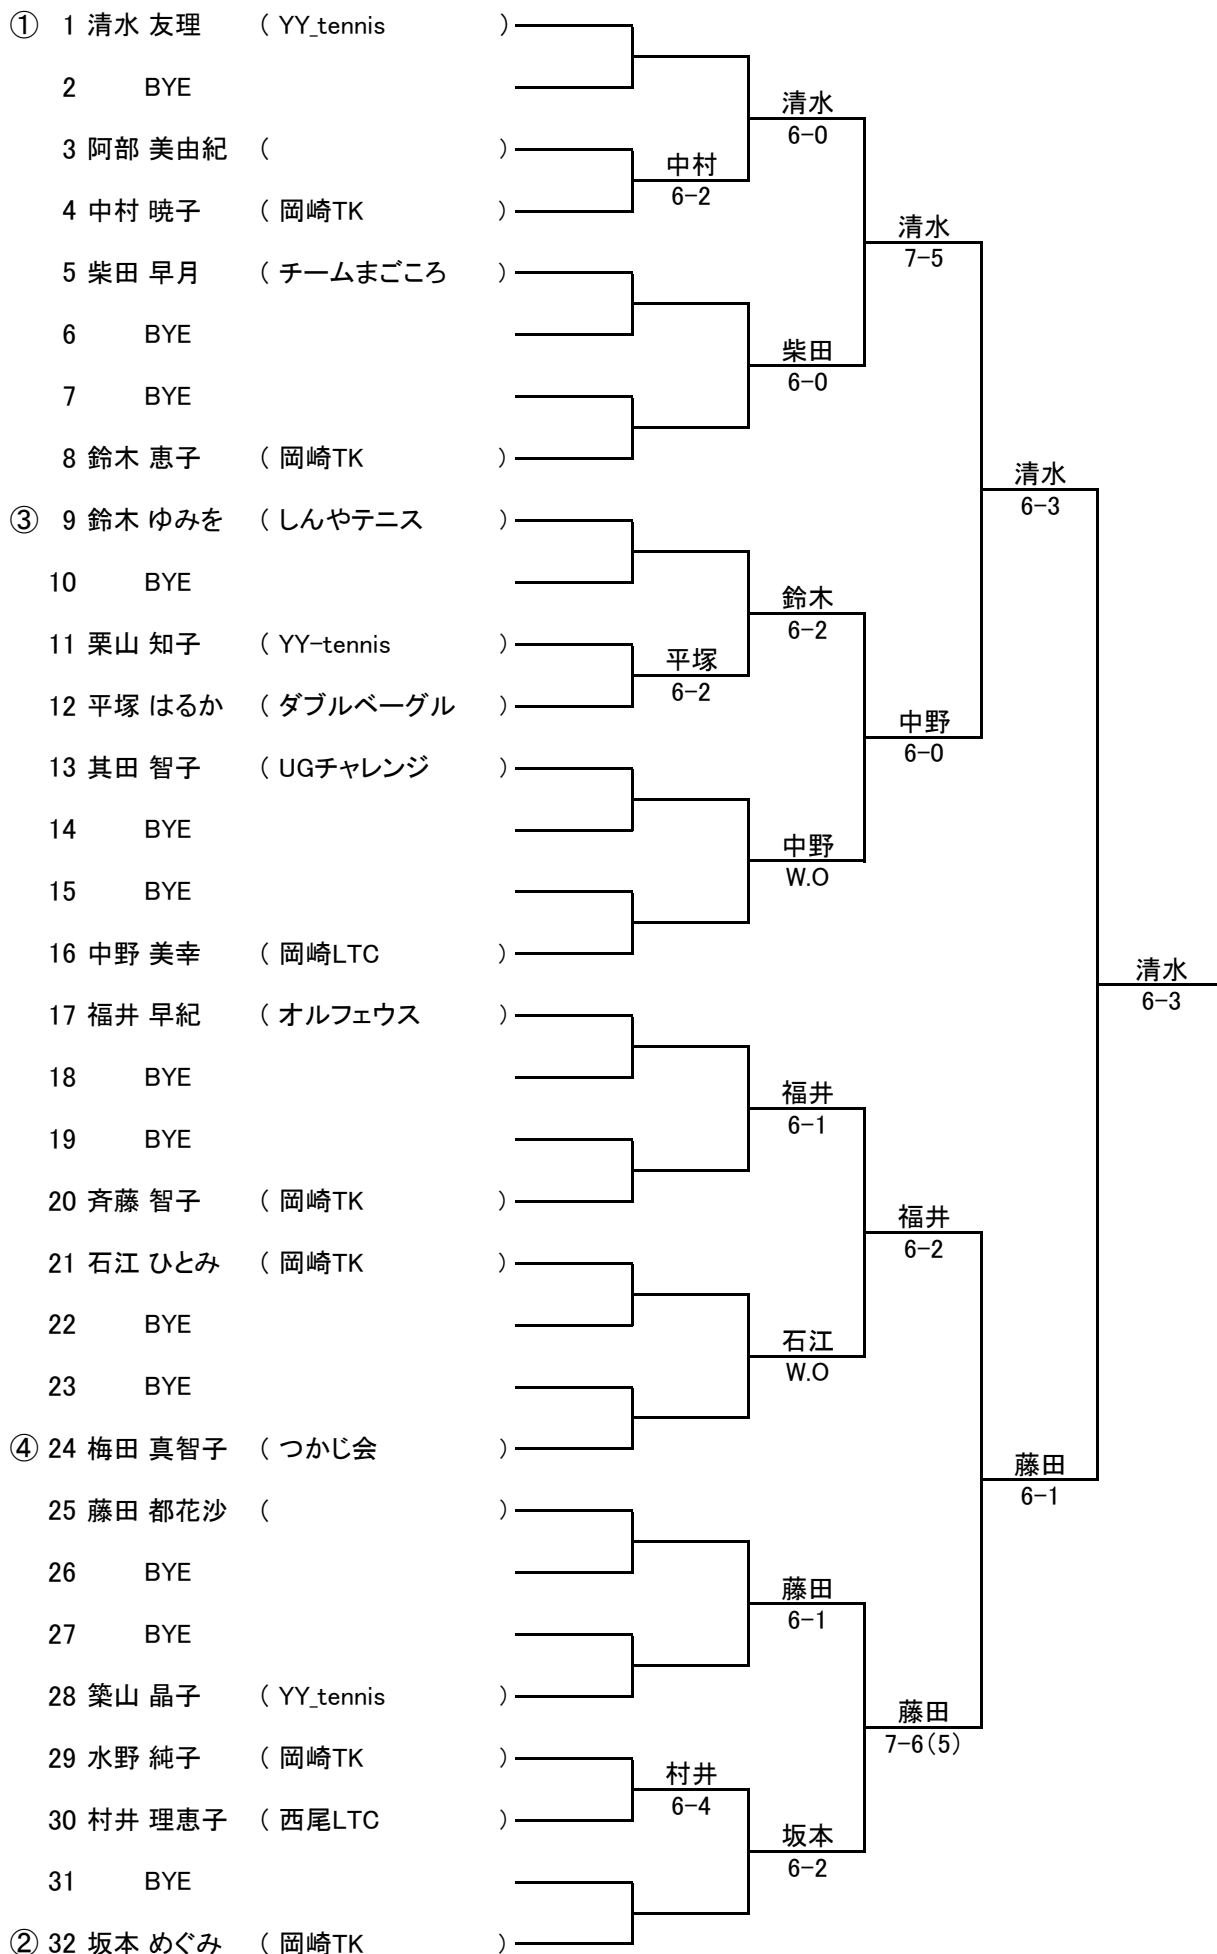 ① 1 清水 友理 ( YY_tennis )
2 BYE
清水
6-0
3 阿部 美由紀 ( )
中村
6-2
4 中村 暁子 ( 岡崎TK )
清水
7-5
5 柴田 早月 ( チームまごころ )
6 BYE
柴田
6-0
7 BYE
8 鈴木 恵子 ( 岡崎TK )
清水
6-3
③ 9 鈴木 ゆみを ( しんやテニス )
10 BYE
鈴木
6-2
11 栗山 知子 ( YY-tennis )
平塚
6-2
12 平塚 はるか ( ダブルベーグル )
中野
6-0
13 其田 智子 ( UGチャレンジ )
14 BYE
中野
W.O
15 BYE
16 中野 美幸 ( 岡崎LTC )
清水
6-3
17 福井 早紀 ( オルフェウス )
18 BYE
福井
6-1
19 BYE
20 斉藤 智子 ( 岡崎TK )
福井
6-2
21 石江 ひとみ ( 岡崎TK )
22 BYE
石江
W.O
23 BYE
④ 24 梅田 真智子 ( つかじ会 )
藤田
6-1
25 藤田 都花沙 ( )
26 BYE
藤田
6-1
27 BYE
28 築山 晶子 ( YY_tennis )
藤田
7-6(5)
29 水野 純子 ( 岡崎TK )
村井
6-4
30 村井 理恵子 ( 西尾LTC )
坂本
6-2
31 BYE
② 32 坂本 めぐみ ( 岡崎TK )